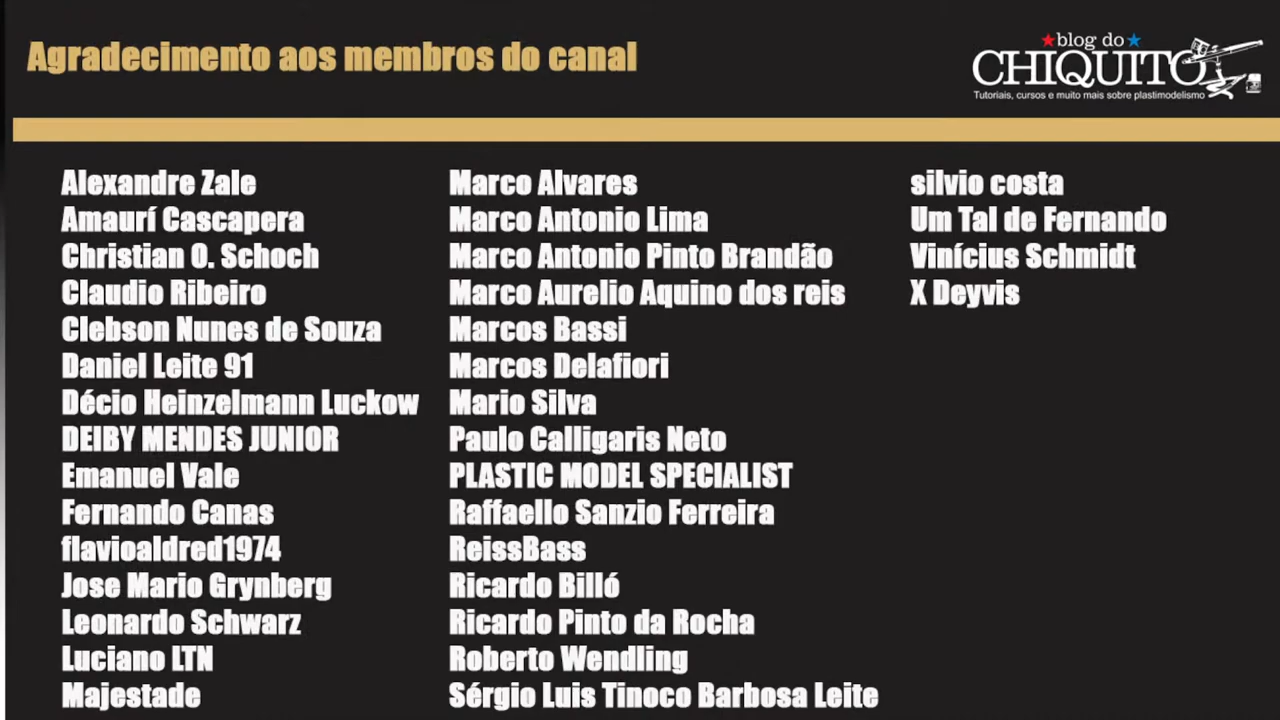 Agradecimento aos membros do canal
blog do
CHIQUITO
Tutoriais, cursos e muito mais sobre plastimodelismo
Alexandre Zale
Amaurí Cascapera
Christian O. Schoch
Claudio Ribeiro
Clebson Nunes de Souza
Daniel Leite 91
Décio Heinzelmann Luckow
DEIBY MENDES JUNIOR
Emanuel Vale
Fernando Canas
flavioaldred1974
Jose Mario Grynberg
Leonardo Schwarz
Luciano LTN
Majestade
Marco Alvares
Marco Antonio Lima
Marco Antonio Pinto Brandão
Marco Aurelio Aquino dos reis
Marcos Bassi
Marcos Delafiori
Mario Silva
Paulo Calligaris Neto
PLASTIC MODEL SPECIALIST
Raffaello Sanzio Ferreira
ReissBass
Ricardo Billó
Ricardo Pinto da Rocha
Roberto Wendling
Sérgio Luis Tinoco Barbosa Leite
silvio costa
Um Tal de Fernando
Vinícius Schmidt
X Deyvis